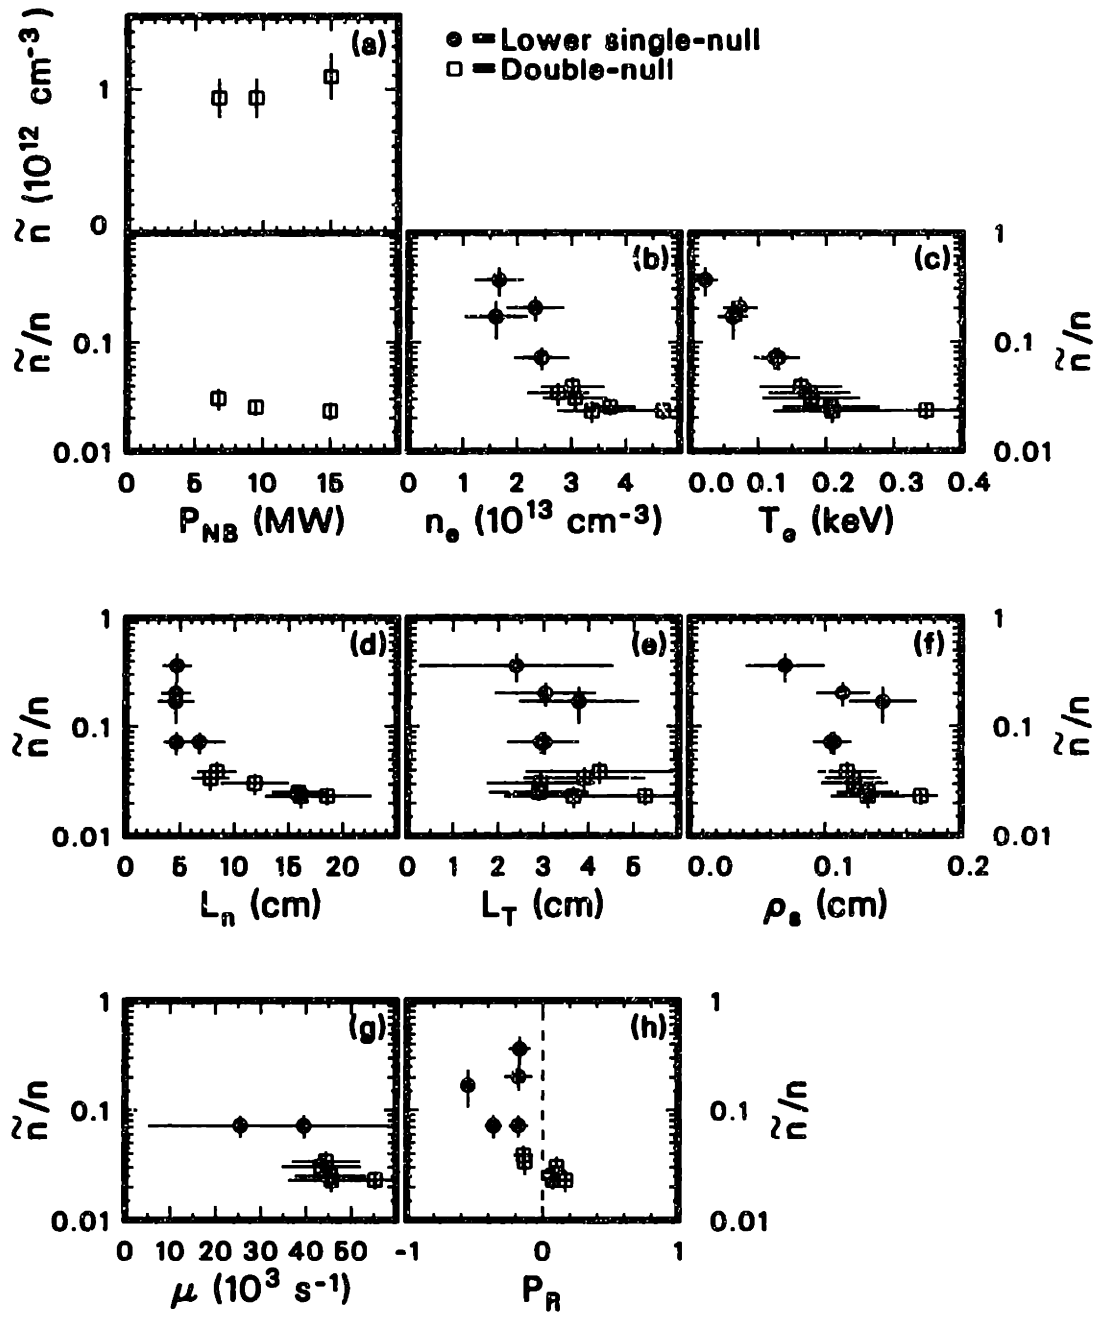 (a)
● = Lower single-null
□ = Double-null
ñ (10¹² cm⁻³)
1
0
(b)
(c)
ñ/n
0.1
0.01
1
0.1
0.01
ñ/n
0 5 10 15
0 1 2 3 4
0.0 0.1 0.2 0.3 0.4
P_NB (MW)
n_e (10¹³ cm⁻³)
T_e (keV)
(d)
(e)
(f)
1
0.1
0.01
ñ/n
1
0.1
0.01
ñ/n
0 5 10 15 20
0 1 2 3 4 5
0.0 0.1 0.2
L_n (cm)
L_T (cm)
ρ_s (cm)
(g)
(h)
1
0.1
0.01
ñ/n
1
0.1
0.01
ñ/n
0 10 20 30 40 50
-1 0 1
μ (10³ s⁻¹)
P_R